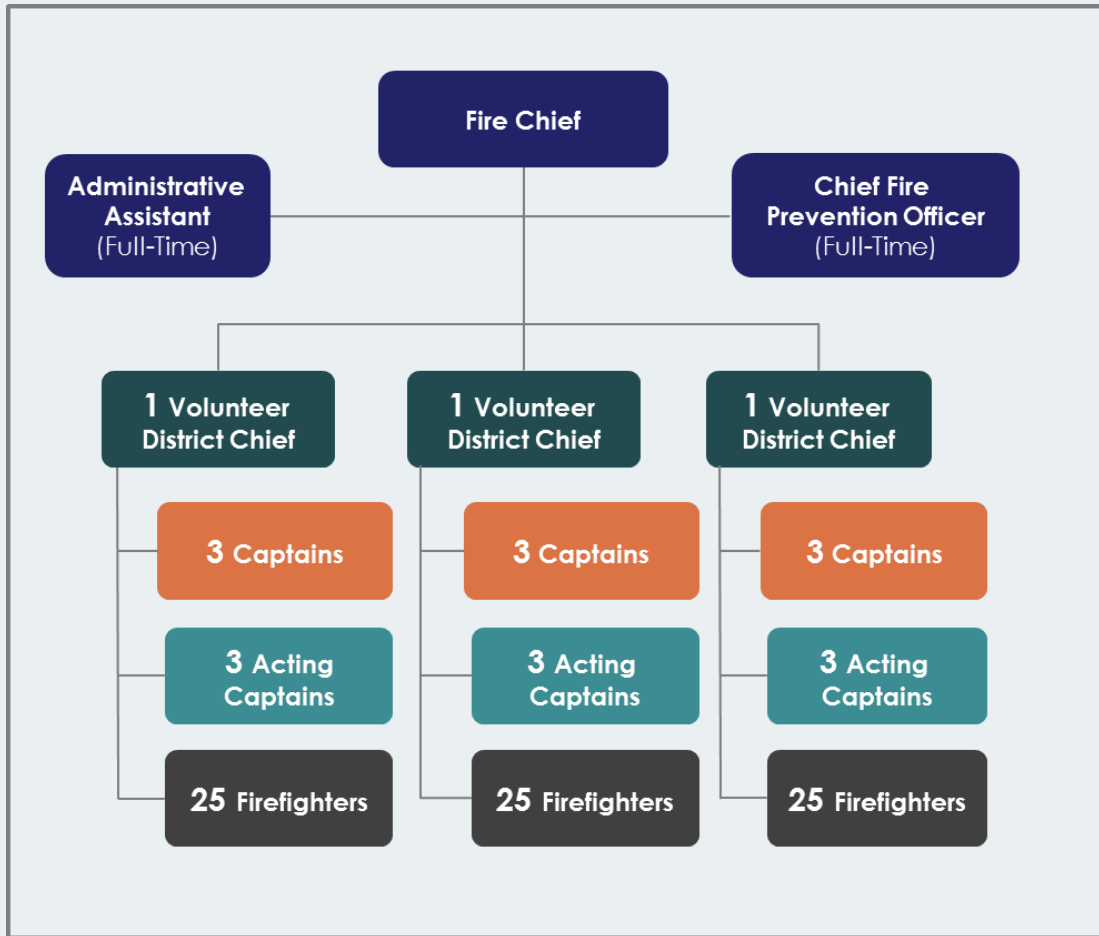 Fire Chief
Administrative
Assistant
(Full-Time)
Chief Fire
Prevention Officer
(Full-Time)
1 Volunteer
District Chief
1 Volunteer
District Chief
1 Volunteer
District Chief
3 Captains
3 Captains
3 Captains
3 Acting
Captains
3 Acting
Captains
3 Acting
Captains
25 Firefighters
25 Firefighters
25 Firefighters